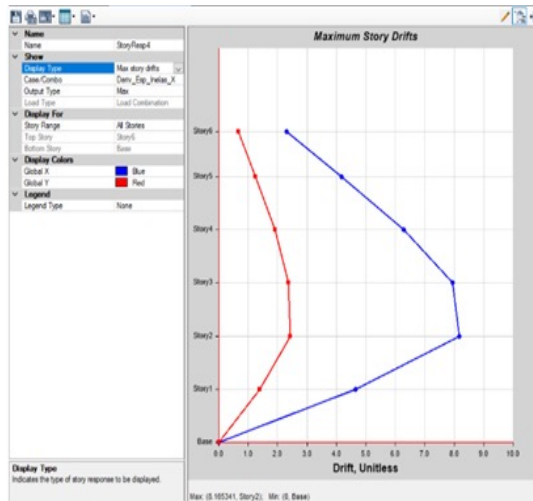 Maximum Story Drifts
Name
Name StoryResp4
Show
Display Type Max story drifts
Case/Combo Deriv_Esp_Inelas_X
Output Type Max
Load Type Load Combination
Display For
Story Range All Stories
Top Story Story6
Bottom Story Base
Display Colors
Global X Blue
Global Y Red
Legend
Legend Type None
Story6
Story5
Story4
Story3
Story2
Story1
Base
0.0 1.0 2.0 3.0 4.0 5.0 6.0 7.0 8.0 9.0 10.0
Drift, Unitless
Display Type
Indicates the type of story response to be displayed.
Max: (8.165341, Story2); Min: (0, Base)